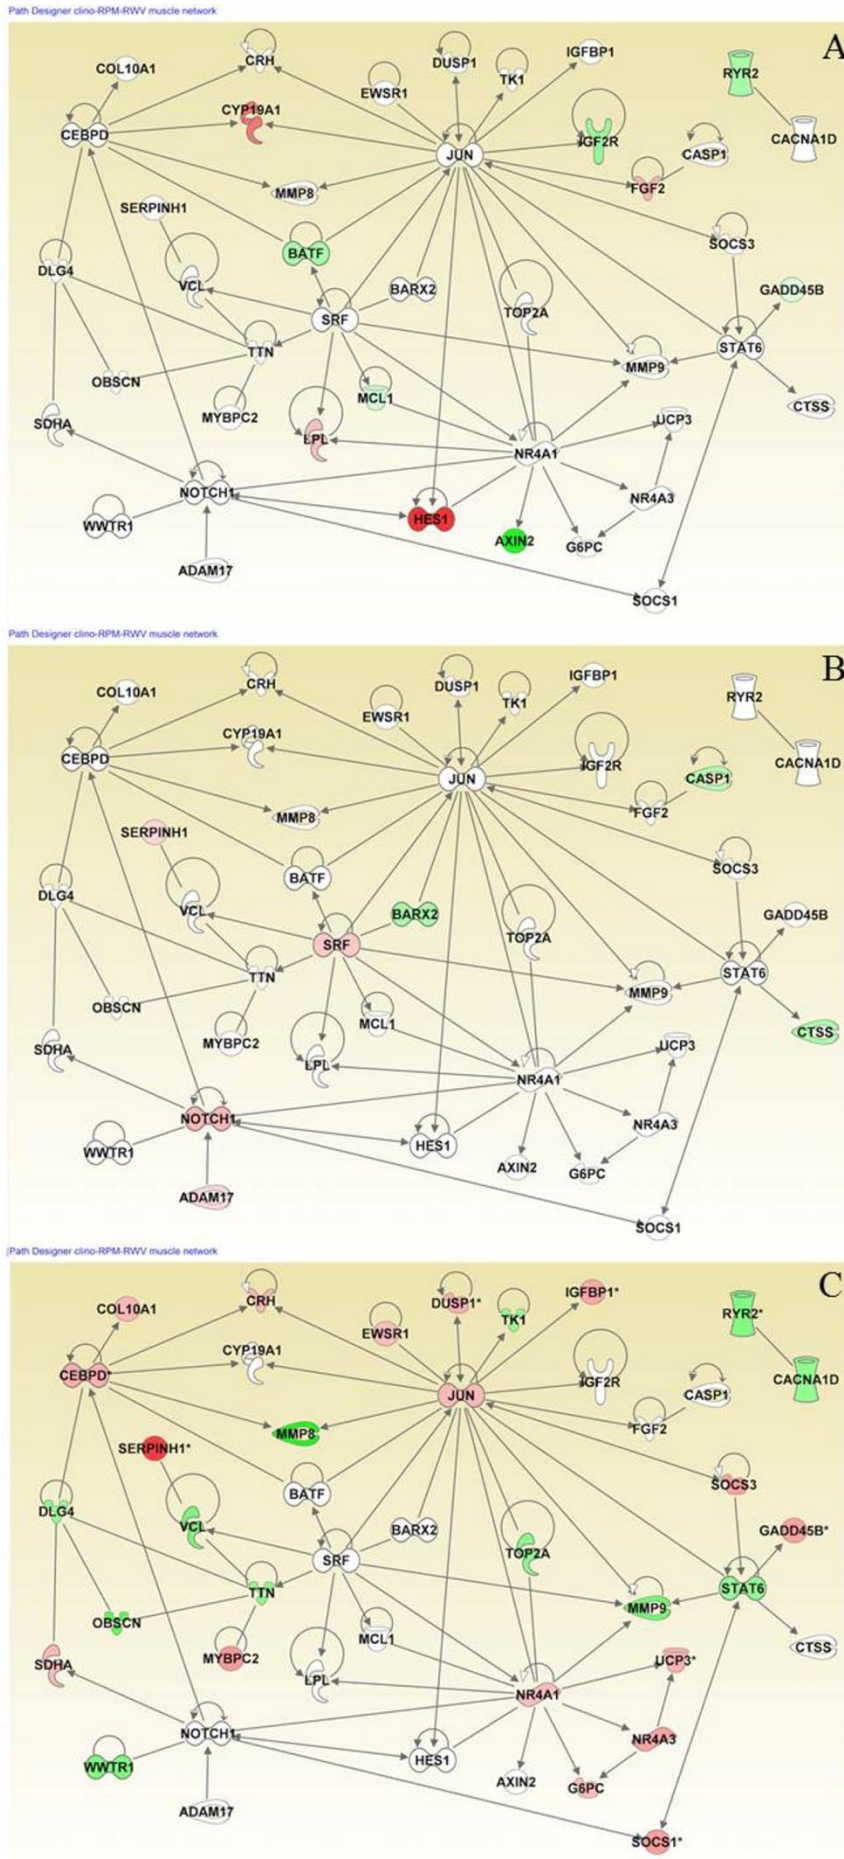 Path Designer clino-RPM-RWV muscle network
A
COL10A1
CRH
DUSP1
IGFBP1
TK1
RYR2
EWSR1
CYP19A1
CEBPD
JUN
IGF2R
CASP1
CACNA1D
MMP8
FGF2
SERPINH1
BATF
SOCS3
DLG4
VCL
BARX2
GADD45B
SRF
TOP2A
STAT6
TTN
MMP9
OBSCN
MCL1
CTSS
SDHA
MYBPC2
LPL
UCP3
NR4A1
NOTCH1
NR4A3
WWTR1
HES1
AXIN2
G6PC
ADAM17
SOCS1
Path Designer clino-RPM-RWV muscle network
B
COL10A1
CRH
DUSP1
IGFBP1
TK1
RYR2
EWSR1
CYP19A1
CEBPD
JUN
IGF2R
CASP1
CACNA1D
MMP8
FGF2
SERPINH1
BATF
SOCS3
DLG4
VCL
BARX2
GADD45B
SRF
TOP2A
STAT6
TTN
MMP9
OBSCN
MCL1
CTSS
SDHA
MYBPC2
LPL
UCP3
NR4A1
NOTCH1
NR4A3
WWTR1
HES1
AXIN2
G6PC
ADAM17
SOCS1
Path Designer clino-RPM-RWV muscle network
C
COL10A1
CRH
DUSP1*
IGFBP1*
TK1
RYR2*
EWSR1
CYP19A1
CEBPD*
JUN
IGF2R
CASP1
CACNA1D
MMP8
FGF2
SERPINH1*
BATF
SOCS3
DLG4
VCL
BARX2
GADD45B*
SRF
TOP2A
STAT6
TTN
MMP9
OBSCN
MCL1
CTSS
SDHA
MYBPC2
LPL
UCP3*
NR4A1
NOTCH1
NR4A3
WWTR1
HES1
AXIN2
G6PC
ADAM17
SOCS1*